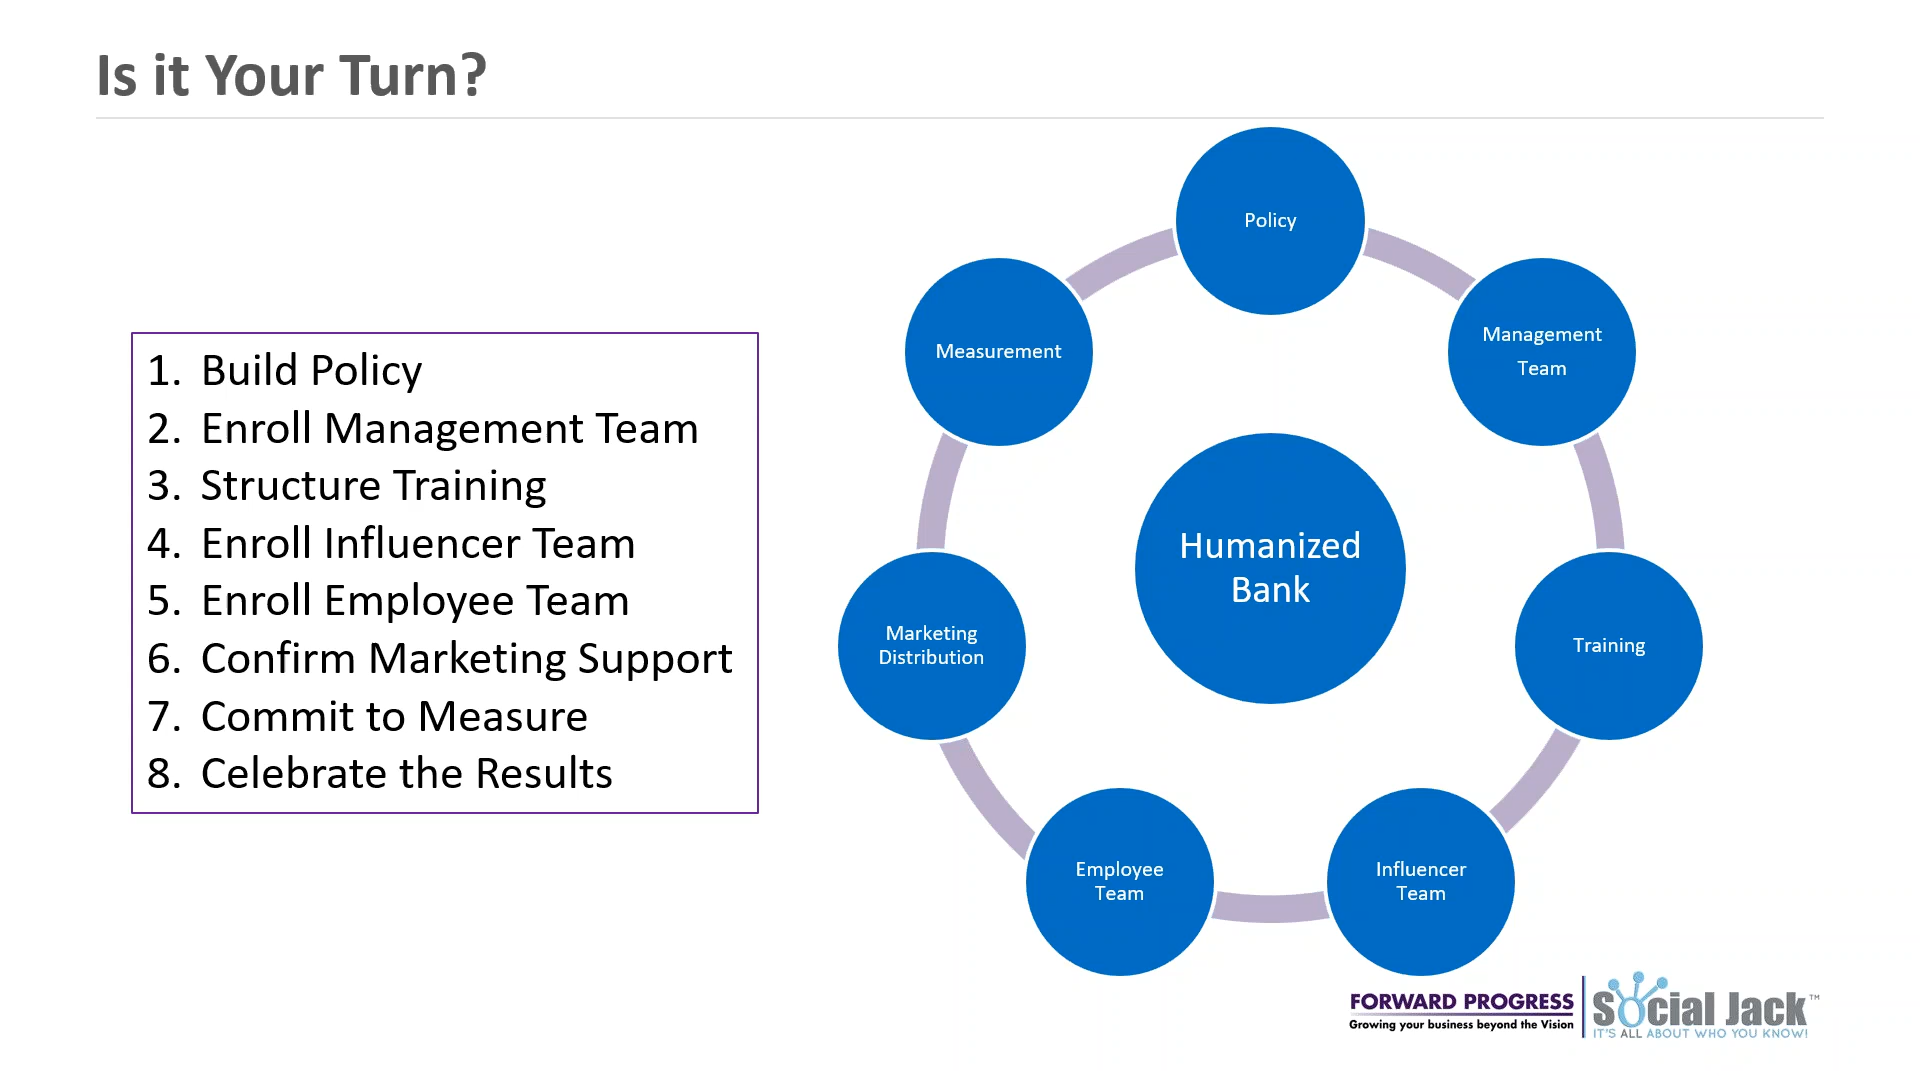 Is it Your Turn?
1. Build Policy
2. Enroll Management Team
3. Structure Training
4. Enroll Influencer Team
5. Enroll Employee Team
6. Confirm Marketing Support
7. Commit to Measure
8. Celebrate the Results
Policy
Management
Team
Training
Influencer
Team
Employee
Team
Marketing
Distribution
Measurement
Humanized
Bank
FORWARD PROGRESS
Growing your business beyond the Vision
Social Jack™
IT'S ALL ABOUT WHO YOU KNOW!